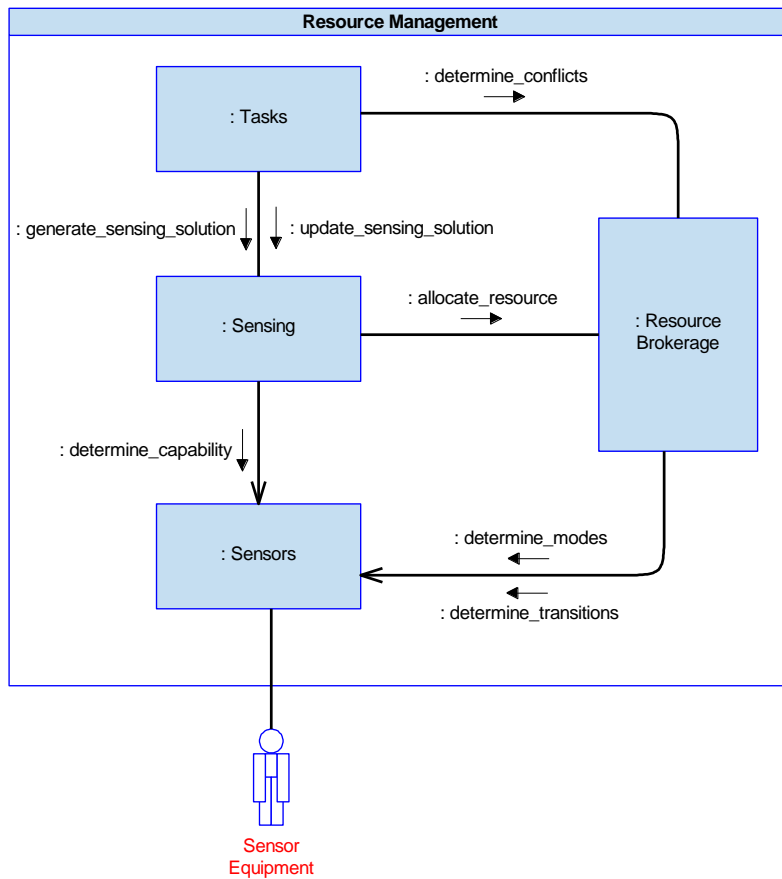 Resource Management
: determine_conflicts
: Tasks
: generate_sensing_solution
: update_sensing_solution
: allocate_resource
: Sensing
: Resource
Brokerage
: determine_capability
: determine_modes
: Sensors
: determine_transitions
Sensor
Equipment